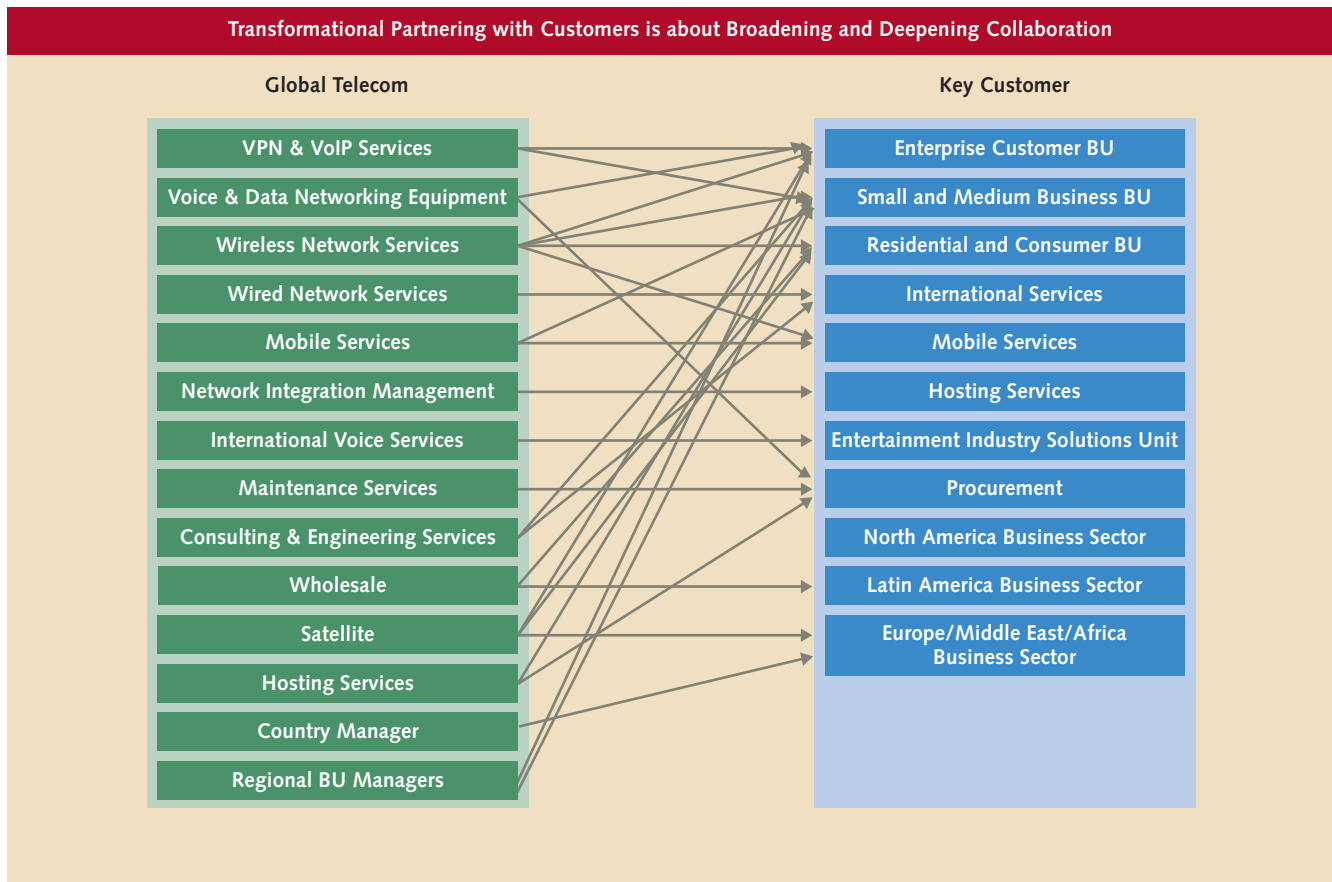 Transformational Partnering with Customers is about Broadening and Deepening Collaboration
Global Telecom
VPN & VoIP Services
Voice & Data Networking Equipment
Wireless Network Services
Wired Network Services
Mobile Services
Network Integration Management
International Voice Services
Maintenance Services
Consulting & Engineering Services
Wholesale
Satellite
Hosting Services
Country Manager
Regional BU Managers
Key Customer
Enterprise Customer BU
Small and Medium Business BU
Residential and Consumer BU
International Services
Mobile Services
Hosting Services
Entertainment Industry Solutions Unit
Procurement
North America Business Sector
Latin America Business Sector
Europe/Middle East/Africa
Business Sector